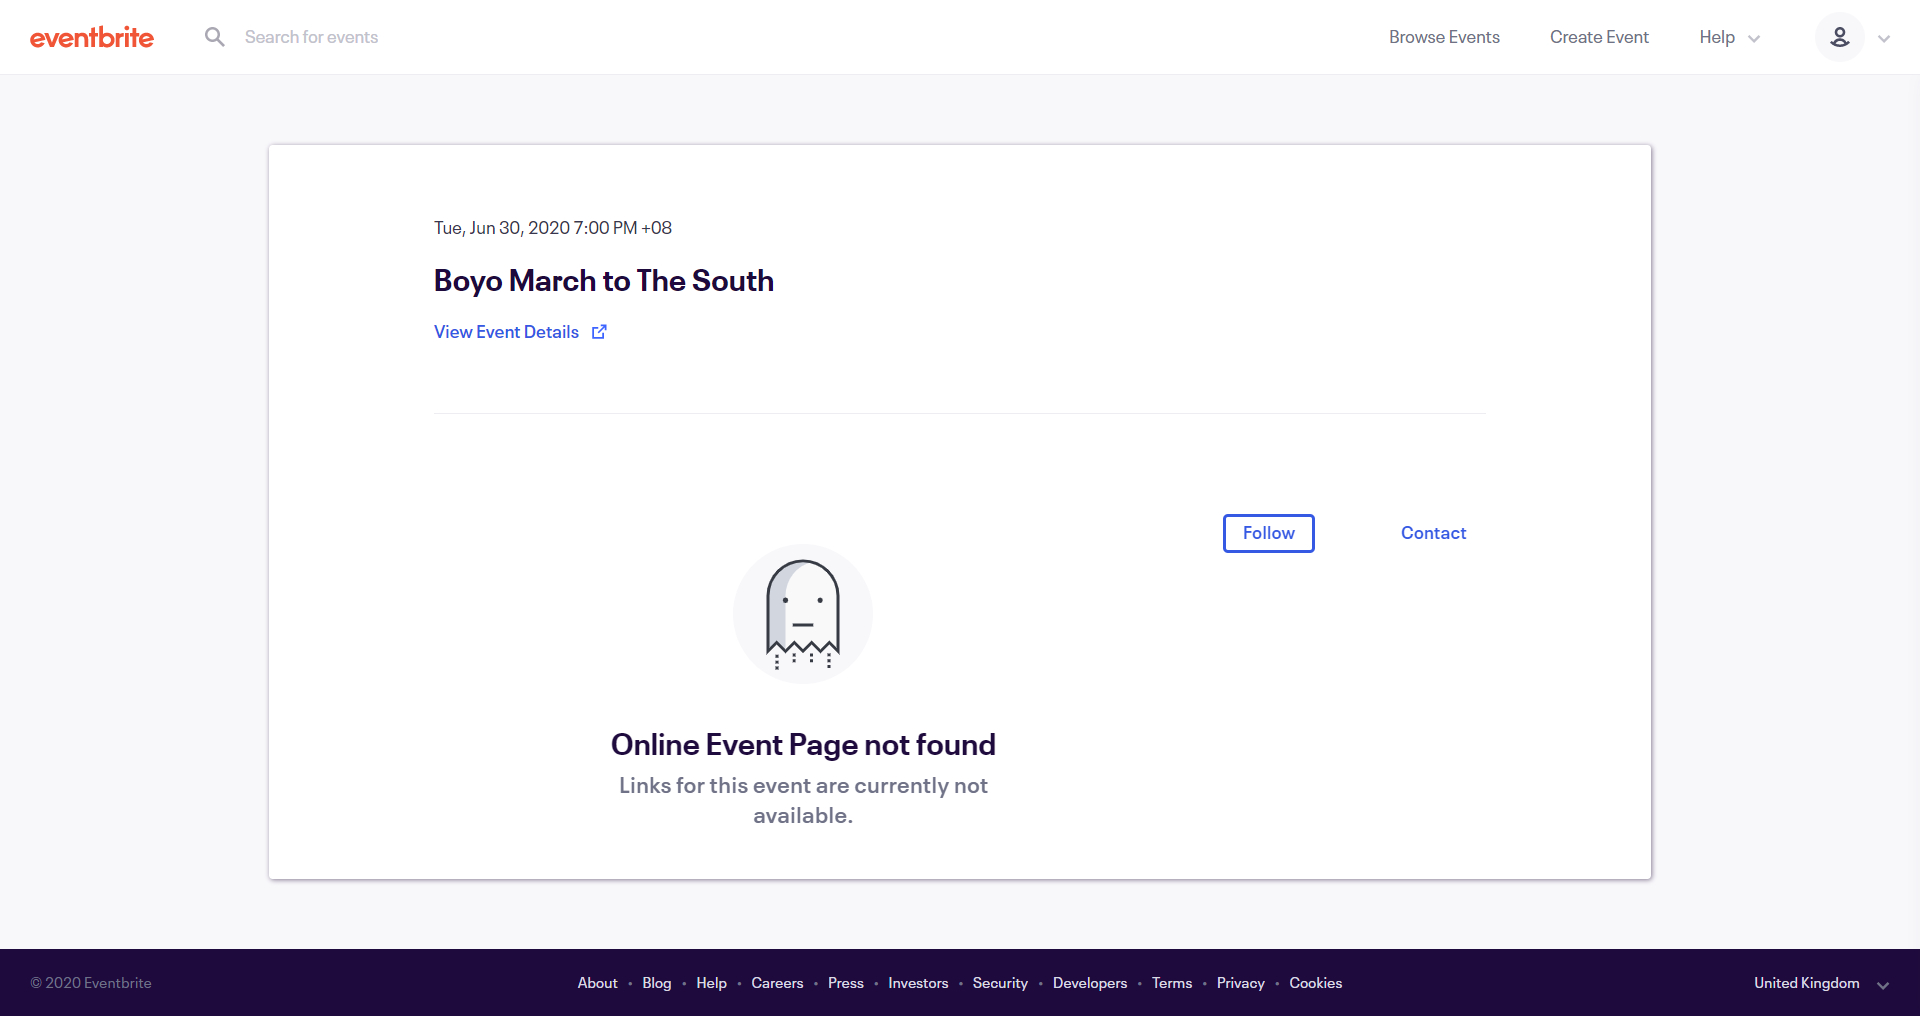 eventbrite
Search for events
Browse Events
Create Event
Help
Tue, Jun 30, 2020 7:00 PM +08
Boyo March to The South
View Event Details
Follow
Contact
Online Event Page not found
Links for this event are currently not
available.
© 2020 Eventbrite
About • Blog • Help • Careers • Press • Investors • Security • Developers • Terms • Privacy • Cookies
United Kingdom